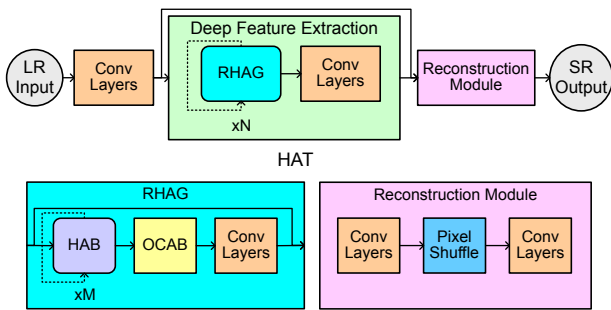 Deep Feature Extraction
LR
Input
Conv
Layers
RHAG
xN
Conv
Layers
Reconstruction
Module
SR
Output
HAT
RHAG
HAB
xM
OCAB
Conv
Layers
Reconstruction Module
Conv
Layers
Pixel
Shuffle
Conv
Layers